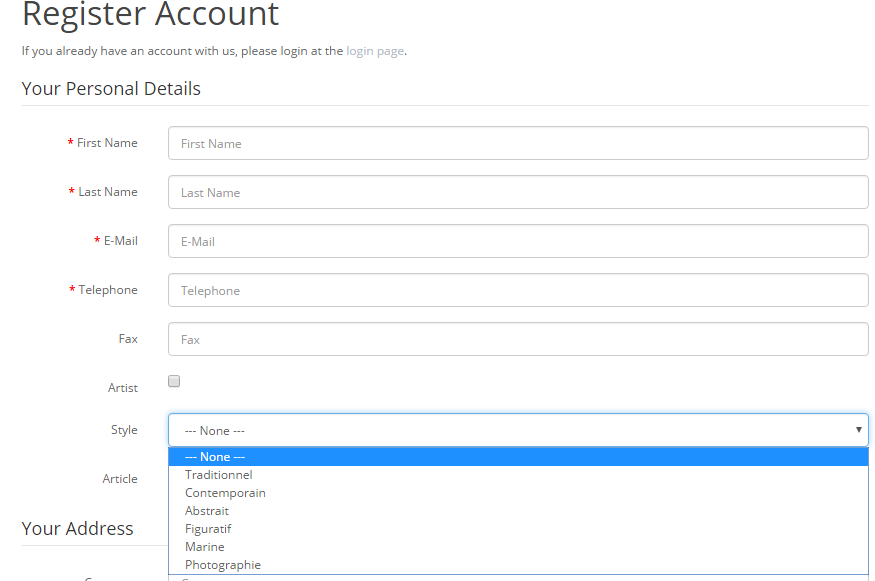 Register Account
If you already have an account with us, please login at the login page.
Your Personal Details
* First Name First Name
* Last Name Last Name
* E-Mail E-Mail
* Telephone Telephone
Fax Fax
Artist
Style --- None ---
--- None ---
Traditionnel
Article
Contemporain
Abstrait
Figuratif
Your Address
Marine
Photographie